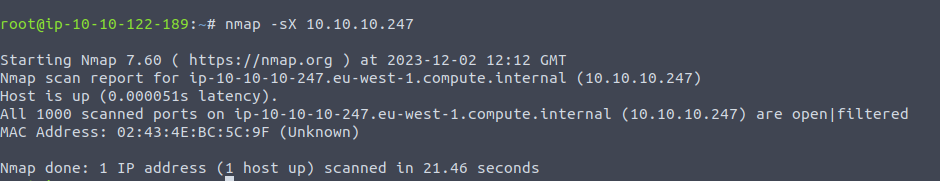 root@ip-10-10-122-189:~# nmap -sX 10.10.10.247
Starting Nmap 7.60 ( https://nmap.org ) at 2023-12-02 12:12 GMT
Nmap scan report for ip-10-10-10-247.eu-west-1.compute.internal (10.10.10.247)
Host is up (0.000051s latency).
All 1000 scanned ports on ip-10-10-10-247.eu-west-1.compute.internal (10.10.10.247) are open|filtered
MAC Address: 02:43:4E:BC:5C:9F (Unknown)
Nmap done: 1 IP address (1 host up) scanned in 21.46 seconds